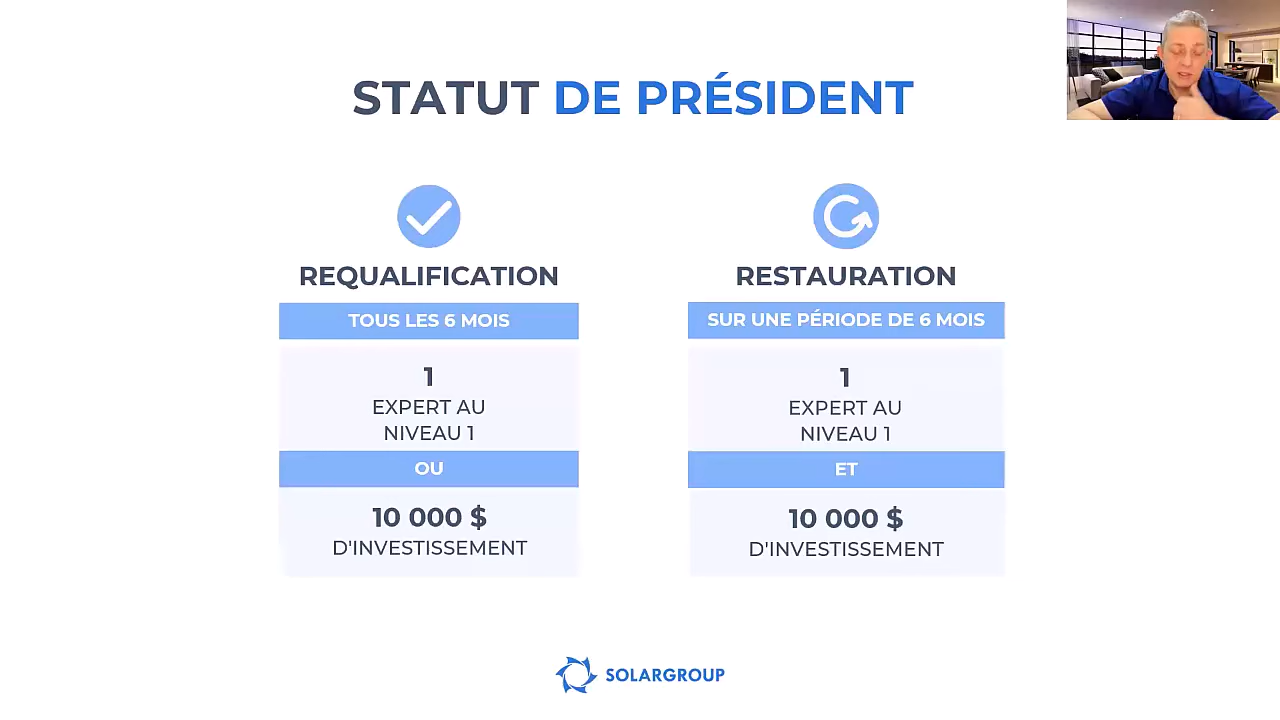 STATUT DE PRÉSIDENT
REQUALIFICATION
TOUS LES 6 MOIS
1
EXPERT AU
NIVEAU 1
OU
10 000 $
D'INVESTISSEMENT
RESTAURATION
SUR UNE PÉRIODE DE 6 MOIS
1
EXPERT AU
NIVEAU 1
ET
10 000 $
D'INVESTISSEMENT
SOLARGROUP